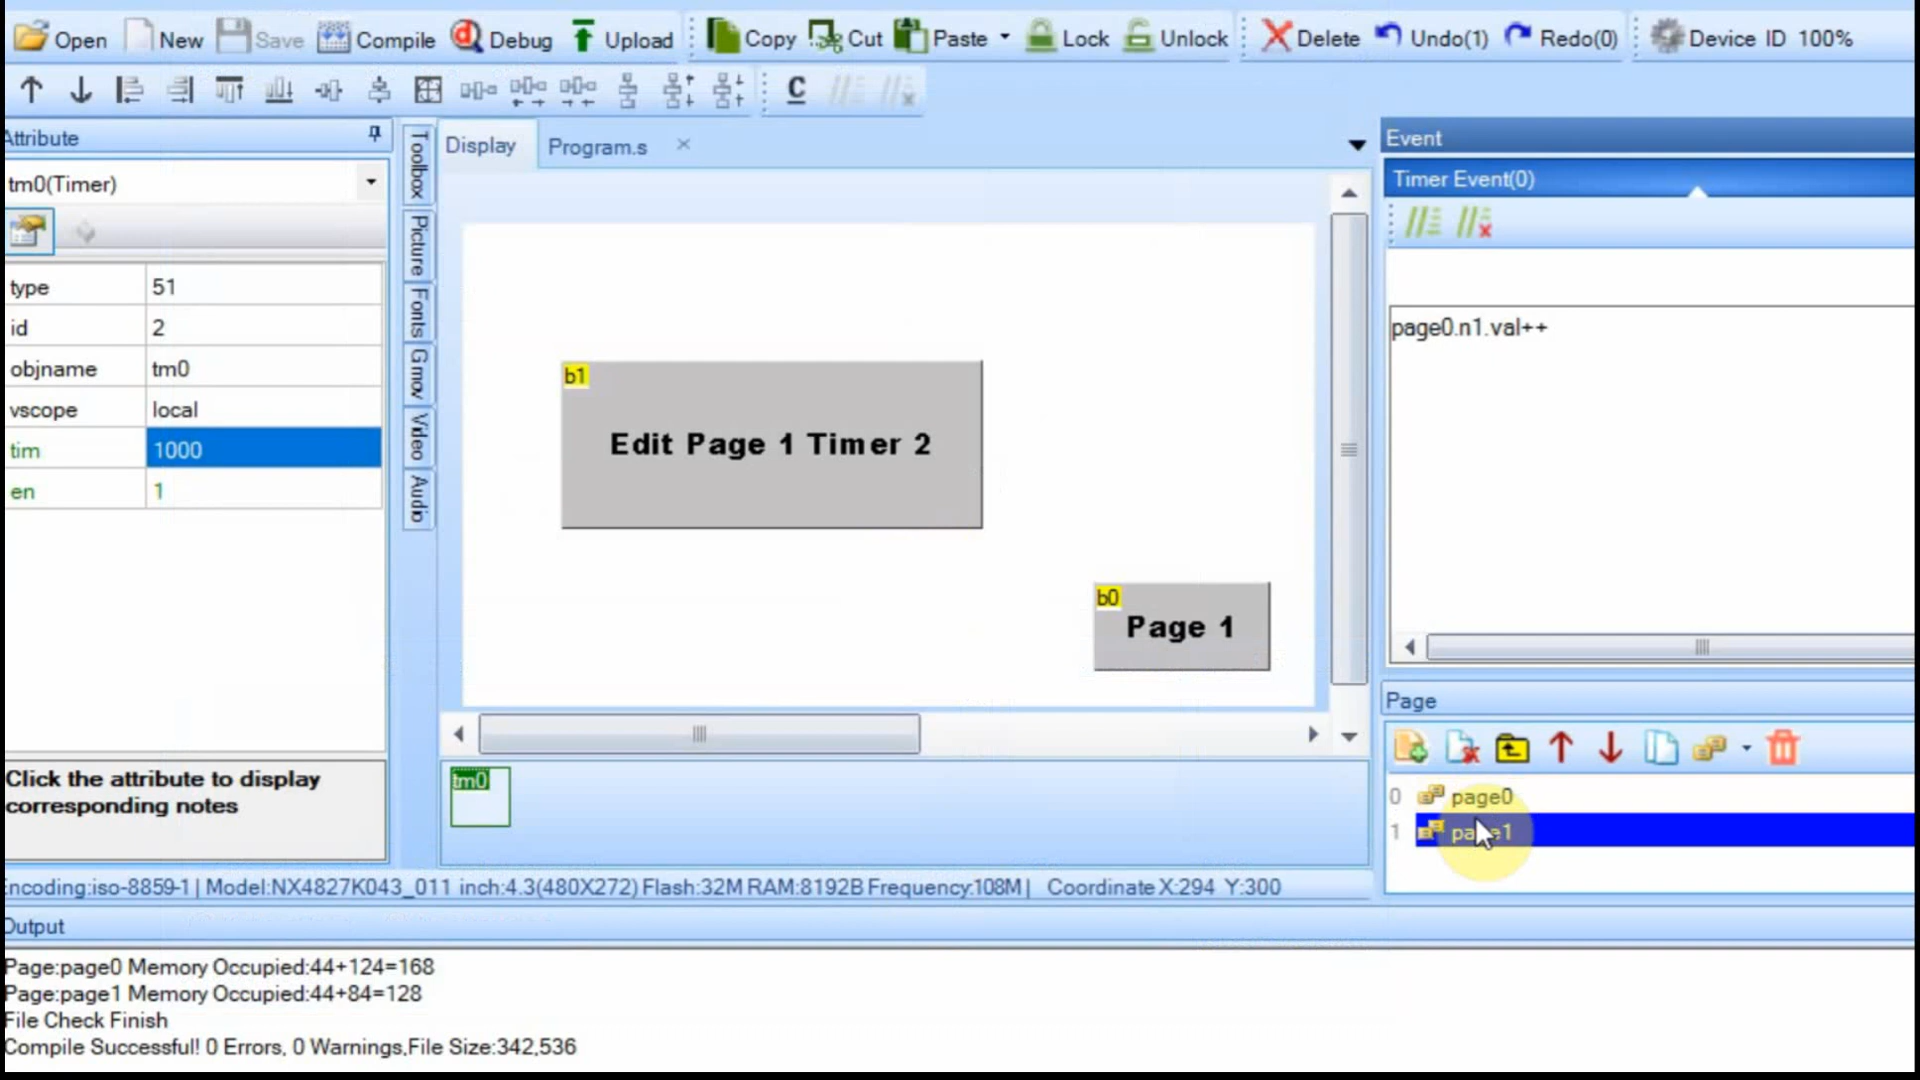 Open New Save Compile Debug Upload Copy Cut Paste Lock Unlock Delete Undo(1) Redo(0) Device ID 100%
C
Attribute
tm0(Timer)
type 51
id 2
objname tm0
vscope local
tim 1000
en 1
Click the attribute to display
corresponding notes
Toolbox
Picture
Fonts
Gmov
Video
Audio
Display Program.s
b1
Edit Page 1 Timer 2
b0
Page 1
tm0
Event
Timer Event(0)
page0.n1.val++
Page
0 page0
1 page1
Encoding:iso-8859-1| Model:NX4827K043_011 inch:4.3(480X272) Flash:32M RAM:8192B Frequency:108M| Coordinate X:294 Y:300
Output
Page:page0 Memory Occupied:44+124=168
Page:page1 Memory Occupied:44+84=128
File Check Finish
Compile Successful! 0 Errors, 0 Warnings,File Size:342,536